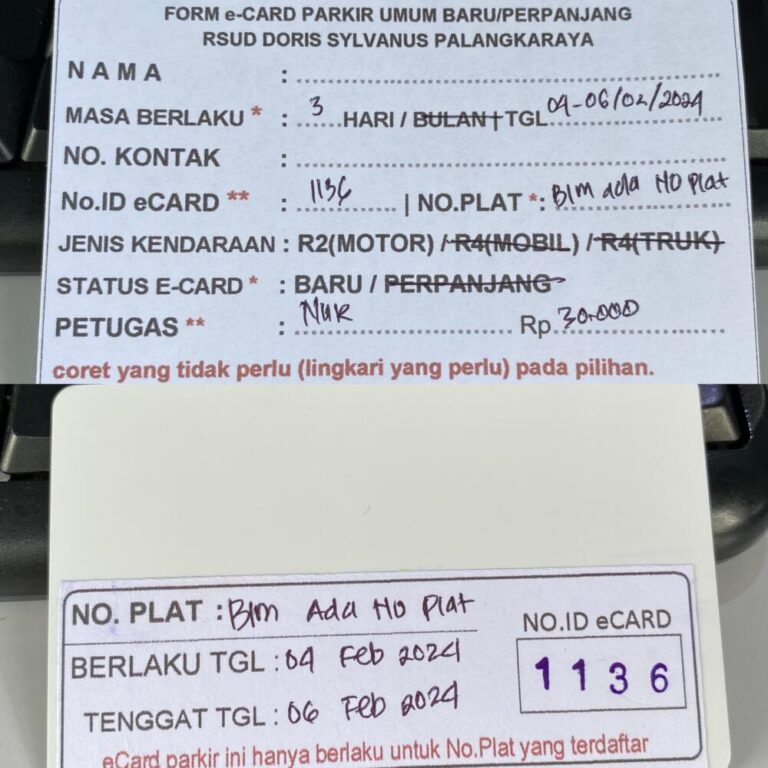 FORM e-CARD PARKIR UMUM BARU/PERPANJANG
RSUD DORIS SYLVANUS PALANGKARAYA
N A M A :
MASA BERLAKU * : 3 HARI / BULAN † TGL 04-06/02/2024
NO. KONTAK :
No.ID eCARD ** : 1136 | NO.PLAT *: Blm ada NO Plat
JENIS KENDARAAN : R2(MOTOR) / R4(MOBIL) / R4(TRUK)
STATUS E-CARD * : BARU / PERPANJANG
PETUGAS ** : Nur Rp. 30.000
coret yang tidak perlu (lingkari yang perlu) pada pilihan.
NO. PLAT : Blm Ada NO Plat
NO.ID eCARD
BERLAKU TGL : 04 Feb 2024
1 1 3 6
TENGGAT TGL : 06 Feb 2024
eCard parkir ini hanya berlaku untuk No.Plat yang terdaftar